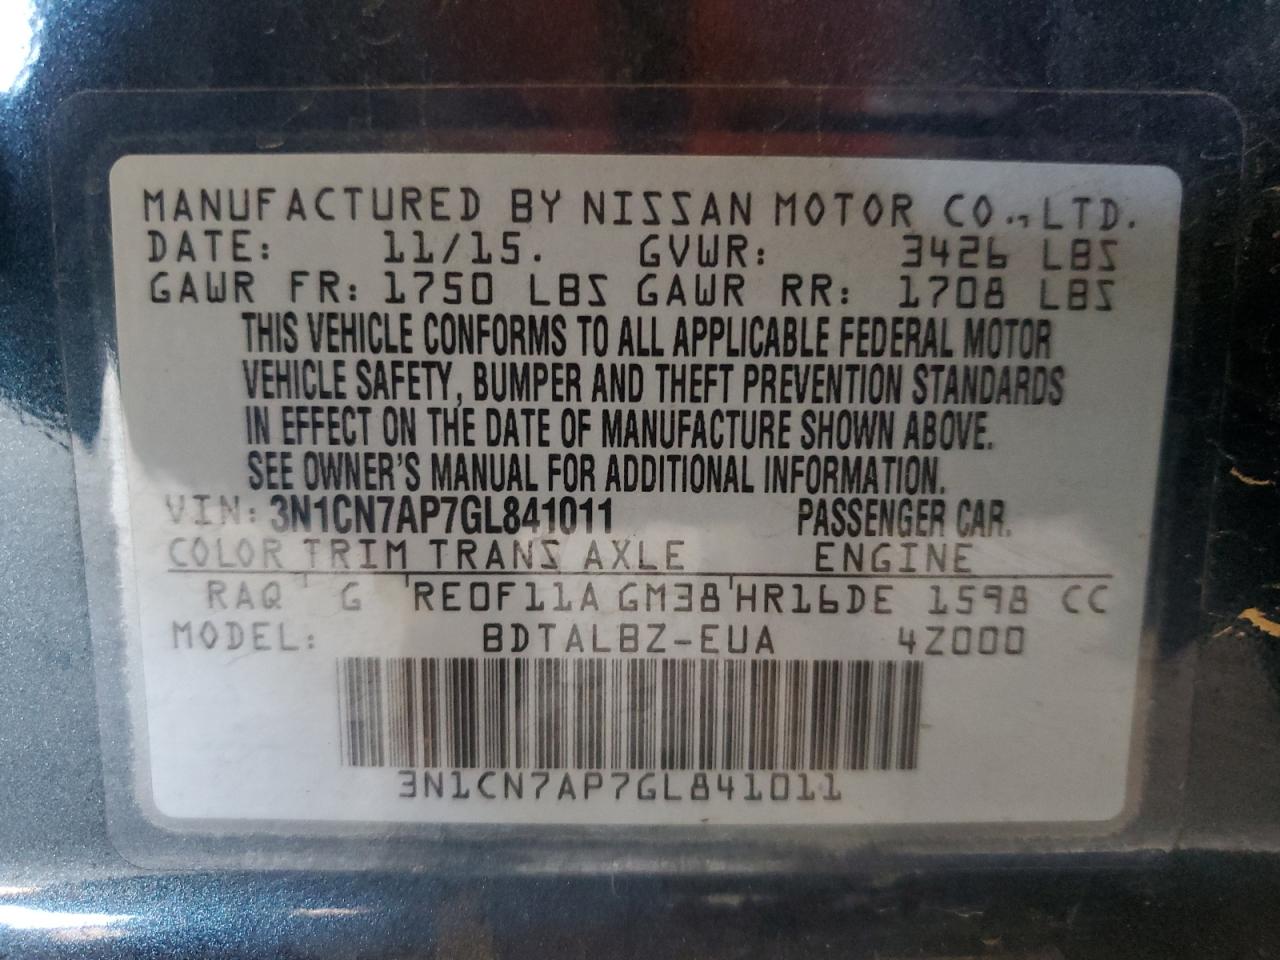 MANUFACTURED BY NISSAN MOTOR CO., LTD.
DATE: 11/15. GVWR: 3426 LBS
GAWR FR: 1750 LBS GAWR RR: 1708 LBS
THIS VEHICLE CONFORMS TO ALL APPLICABLE FEDERAL MOTOR
VEHICLE SAFETY, BUMPER AND THEFT PREVENTION STANDARDS
IN EFFECT ON THE DATE OF MANUFACTURE SHOWN ABOVE.
SEE OWNER'S MANUAL FOR ADDITIONAL INFORMATION.
VIN: 3N1CN7AP7GL841011 PASSENGER CAR.
COLOR TRIM TRANS AXLE ENGINE
RAQ G RE0F11A GM38 HR16DE 1598 CC
MODEL: BDTALBZ-EUA 4Z000
3N1CN7AP7GL841011